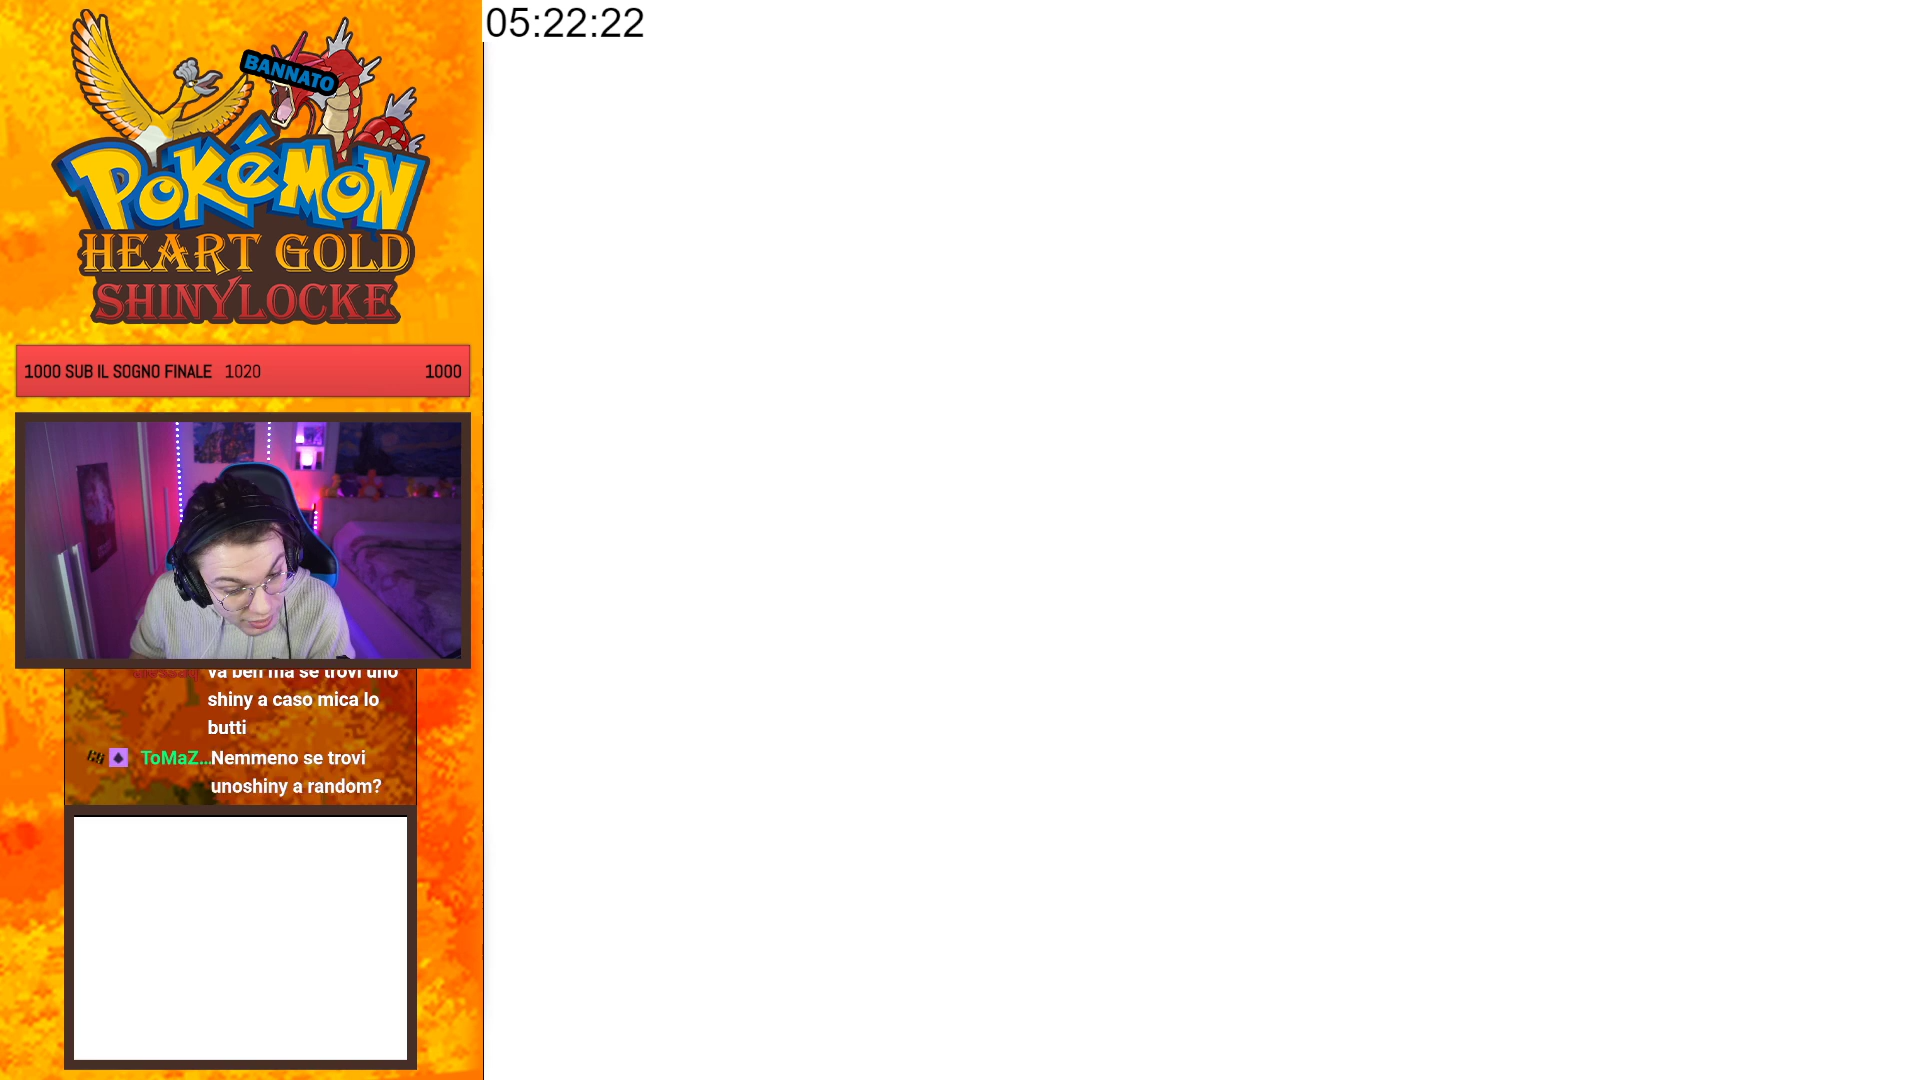 05:22:22
BANNATO
POKÉMON
HEART GOLD
SHINYLOCKE
1000 SUB IL SOGNO FINALE 1020 1000
va ben ma se trovi uno
shiny a caso mica lo
butti
ToMaZ... Nemmeno se trovi
unoshiny a random?